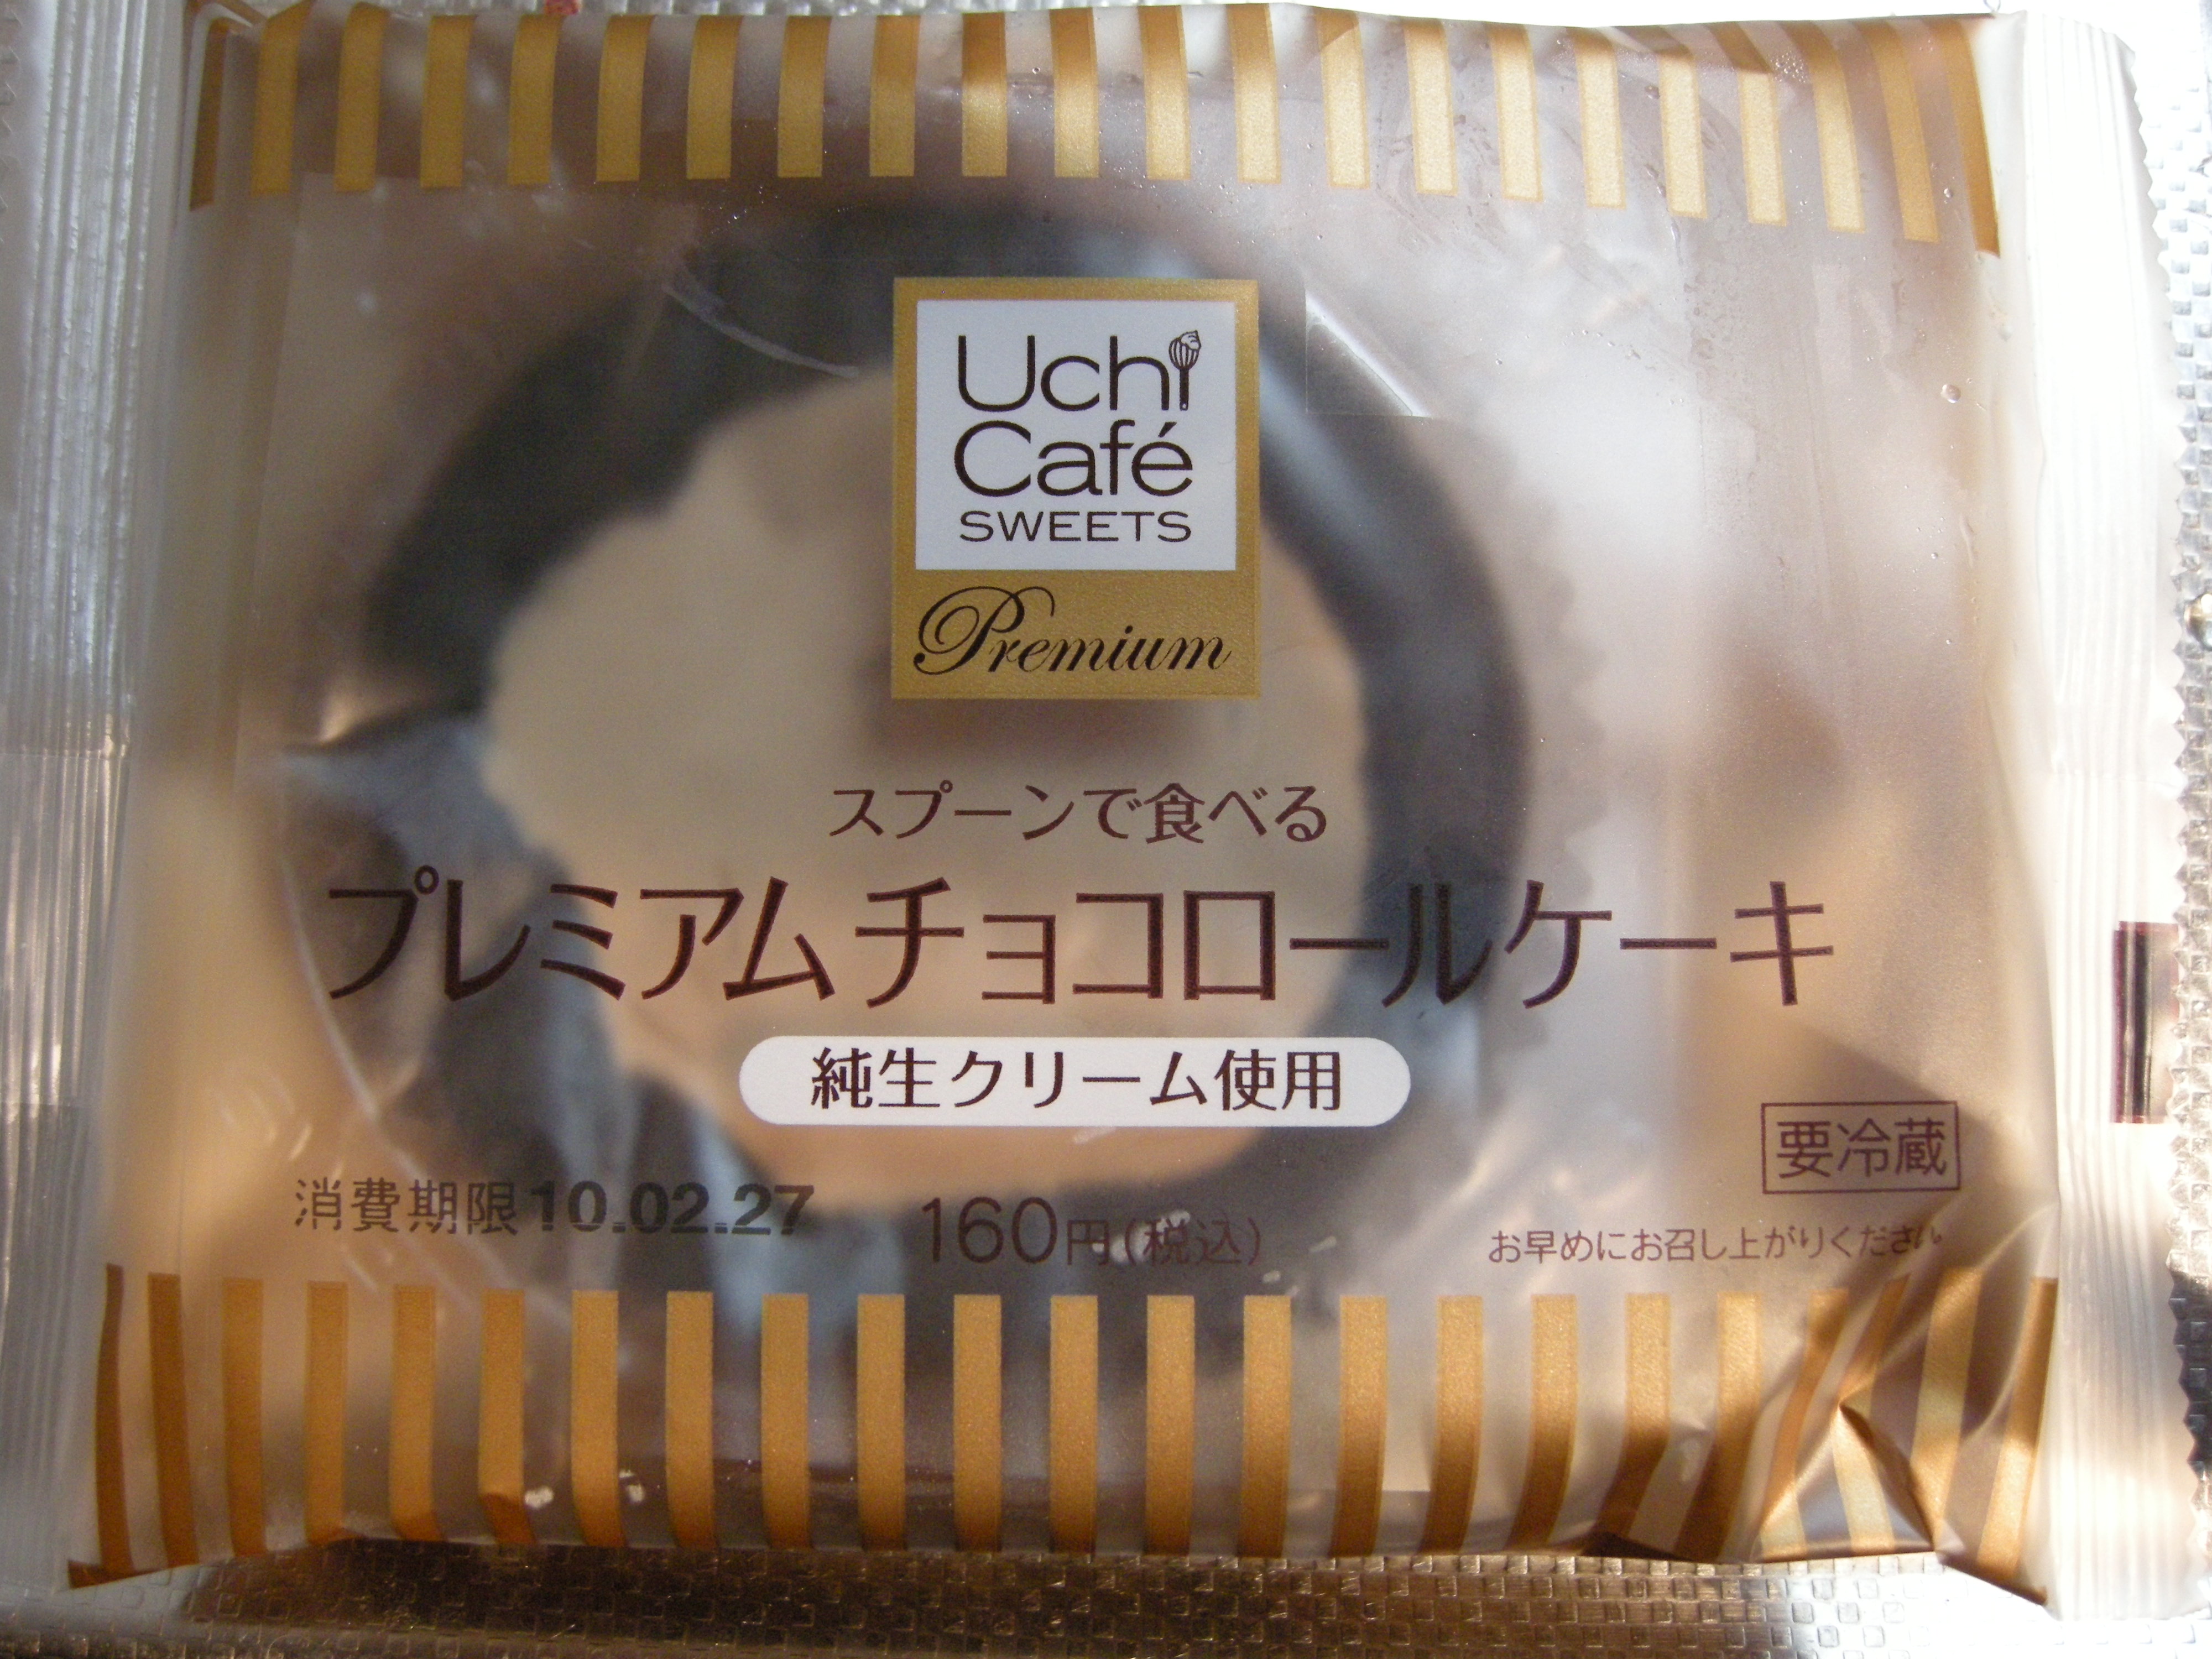 Uchi
Café
SWEETS
Premium
スプーンで食べる
プレミアムチョコロールケーキ
純生クリーム使用
要冷蔵
消費期限 10.02.27
160円(税込)
お早めにお召し上がりください